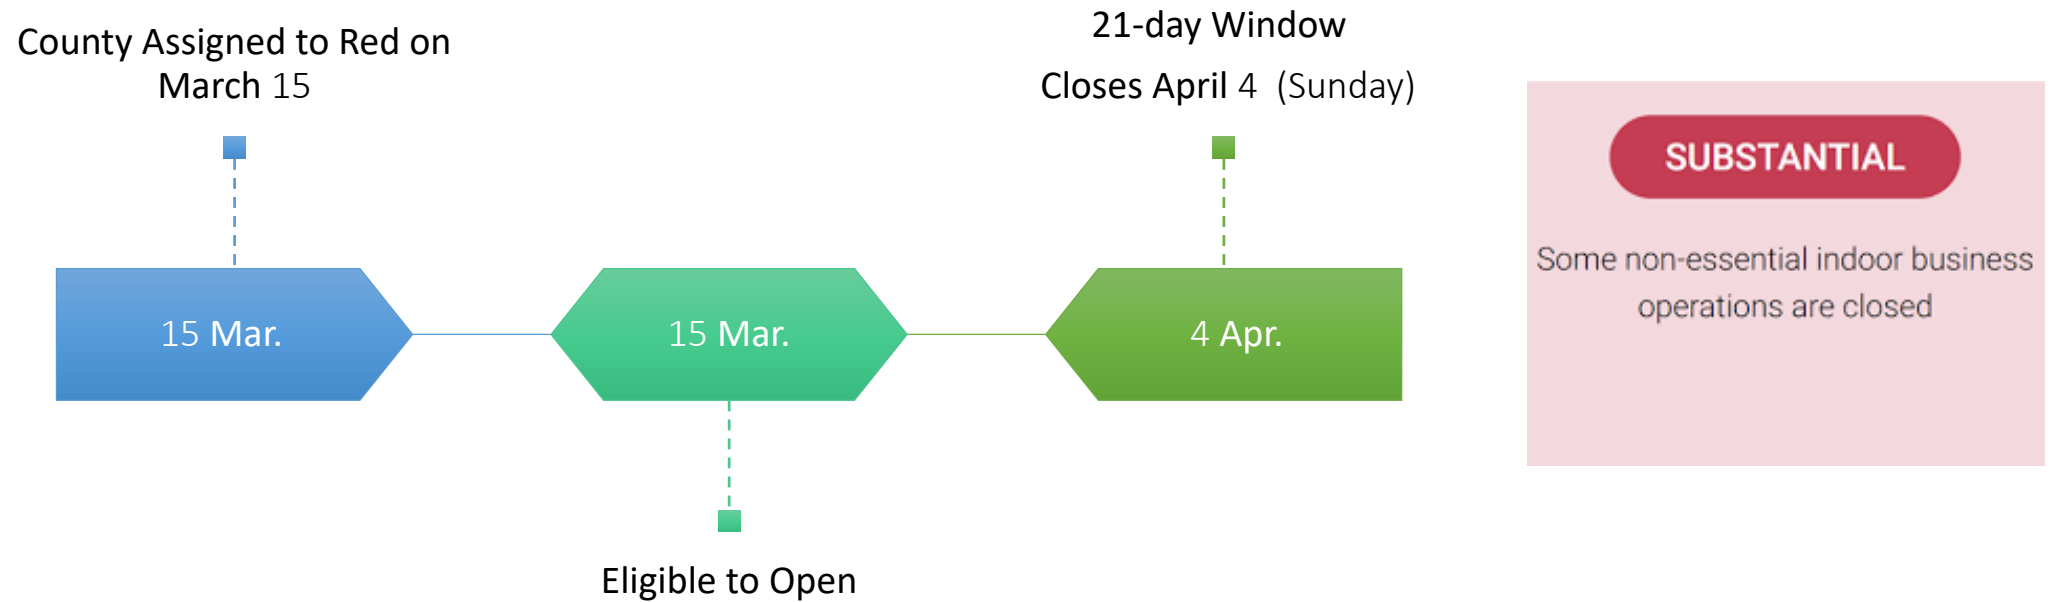 County Assigned to Red on
March 15
21-day Window
Closes April 4 (Sunday)
SUBSTANTIAL
Some non-essential indoor business
operations are closed
15 Mar.
15 Mar.
4 Apr.
Eligible to Open